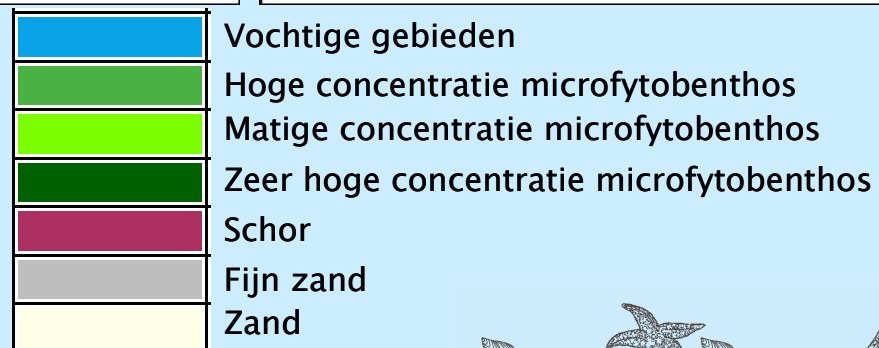 Vochtige gebieden
Hoge concentratie microfytobenthos
Matige concentratie microfytobenthos
Zeer hoge concentratie microfytobenthos
Schor
Fijn zand
Zand